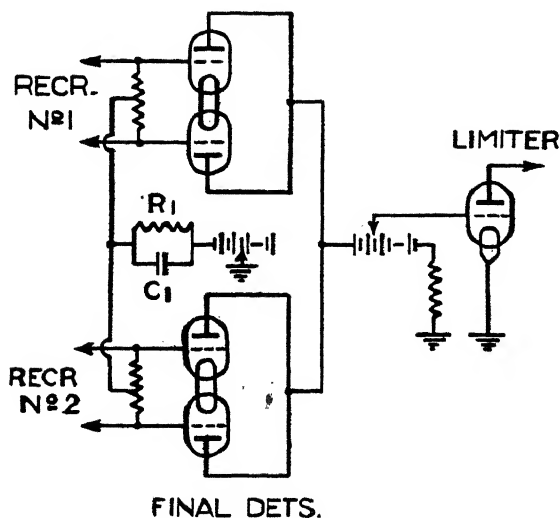 RECR.
№1
LIMITER
R1
C1
RECR
№2
FINAL DETS.